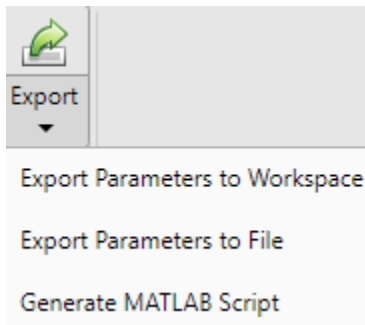 Export
Export Parameters to Workspace
Export Parameters to File
Generate MATLAB Script